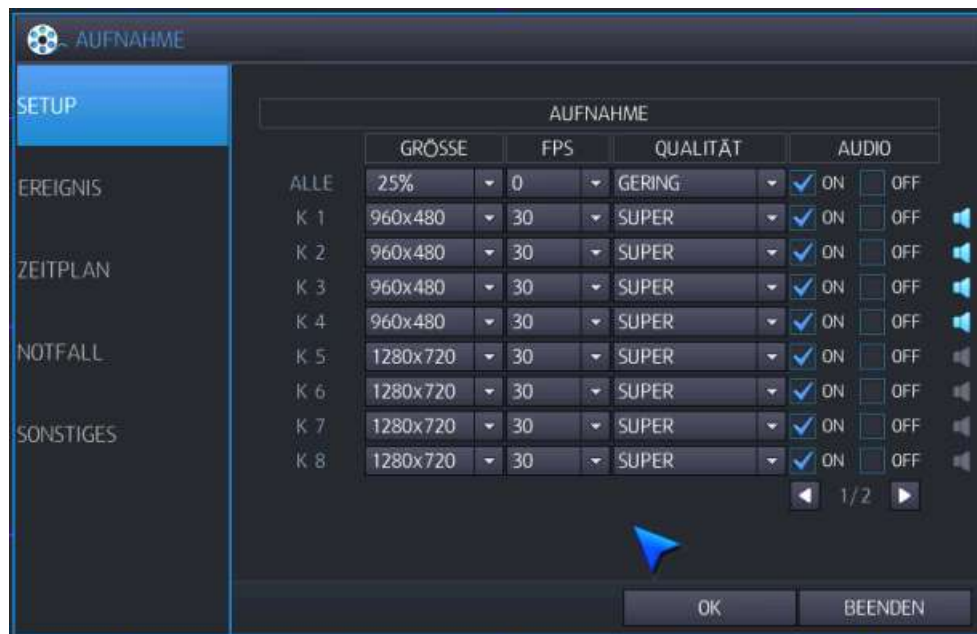 AUFNAHME
SETUP
EREIGNIS
ZEITPLAN
NOTFALL
SONSTIGES
AUFNAHME
GRÖSSE FPS QUALITÄT AUDIO
ALLE 25% 0 GERING ON OFF
K 1 960x480 30 SUPER ON OFF
K 2 960x480 30 SUPER ON OFF
K 3 960x480 30 SUPER ON OFF
K 4 960x480 30 SUPER ON OFF
K 5 1280x720 30 SUPER ON OFF
K 6 1280x720 30 SUPER ON OFF
K 7 1280x720 30 SUPER ON OFF
K 8 1280x720 30 SUPER ON OFF
1/2
OK BEENDEN